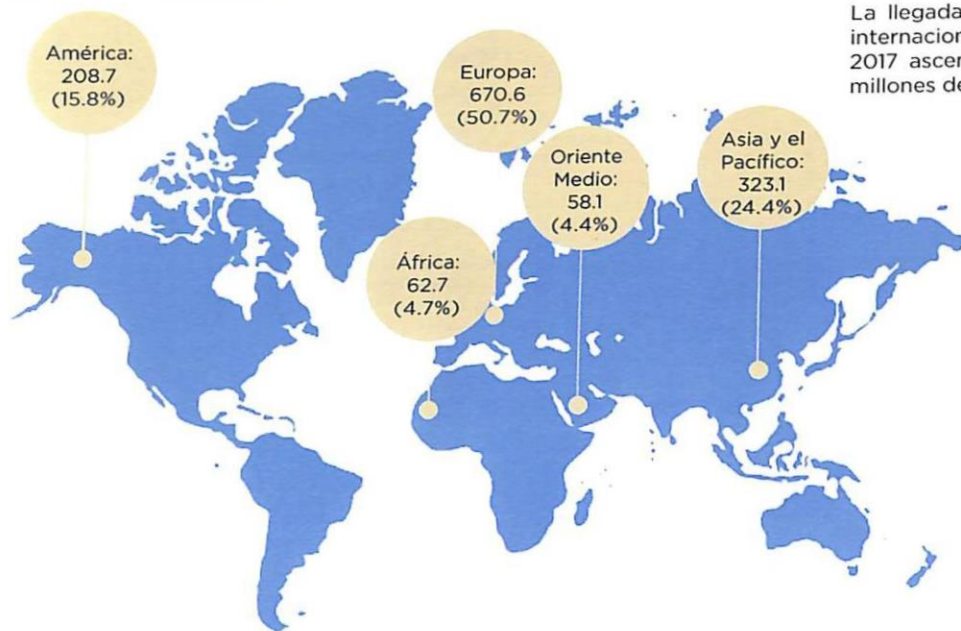 La llegada
internacion
2017 ascen
millones de
América:
208.7
(15.8%)
Europa:
670.6
(50.7%)
Oriente
Medio:
58.1
(4.4%)
Asia y el
Pacífico:
323.1
(24.4%)
África:
62.7
(4.7%)